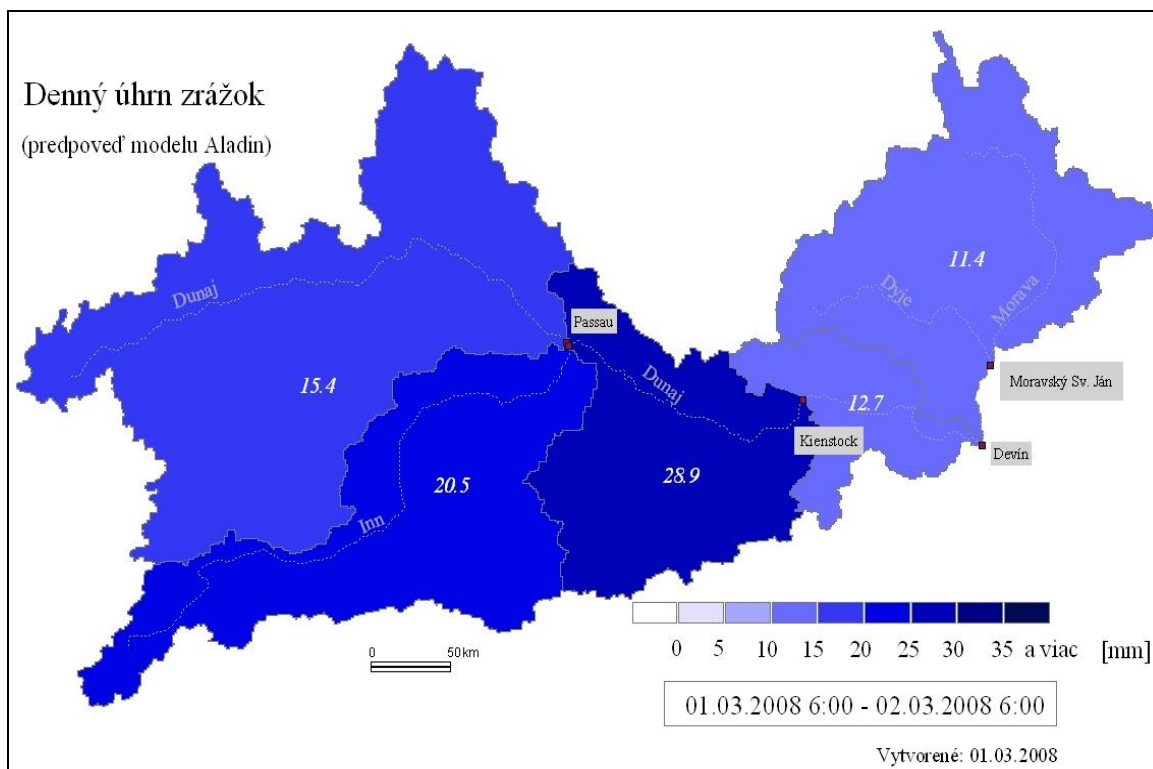 Denný úhrn zrážok
(predpoveď modelu Aladin)
11.4
Dyje
Morava
Dunaj
Passau
15.4
Dunaj
Moravský Sv. Ján
12.7
Kienstock
Devín
20.5
28.9
Inn
0 50 km
0 5 10 15 20 25 30 35 a viac [mm]
01.03.2008 6:00 - 02.03.2008 6:00
Vytvorené: 01.03.2008